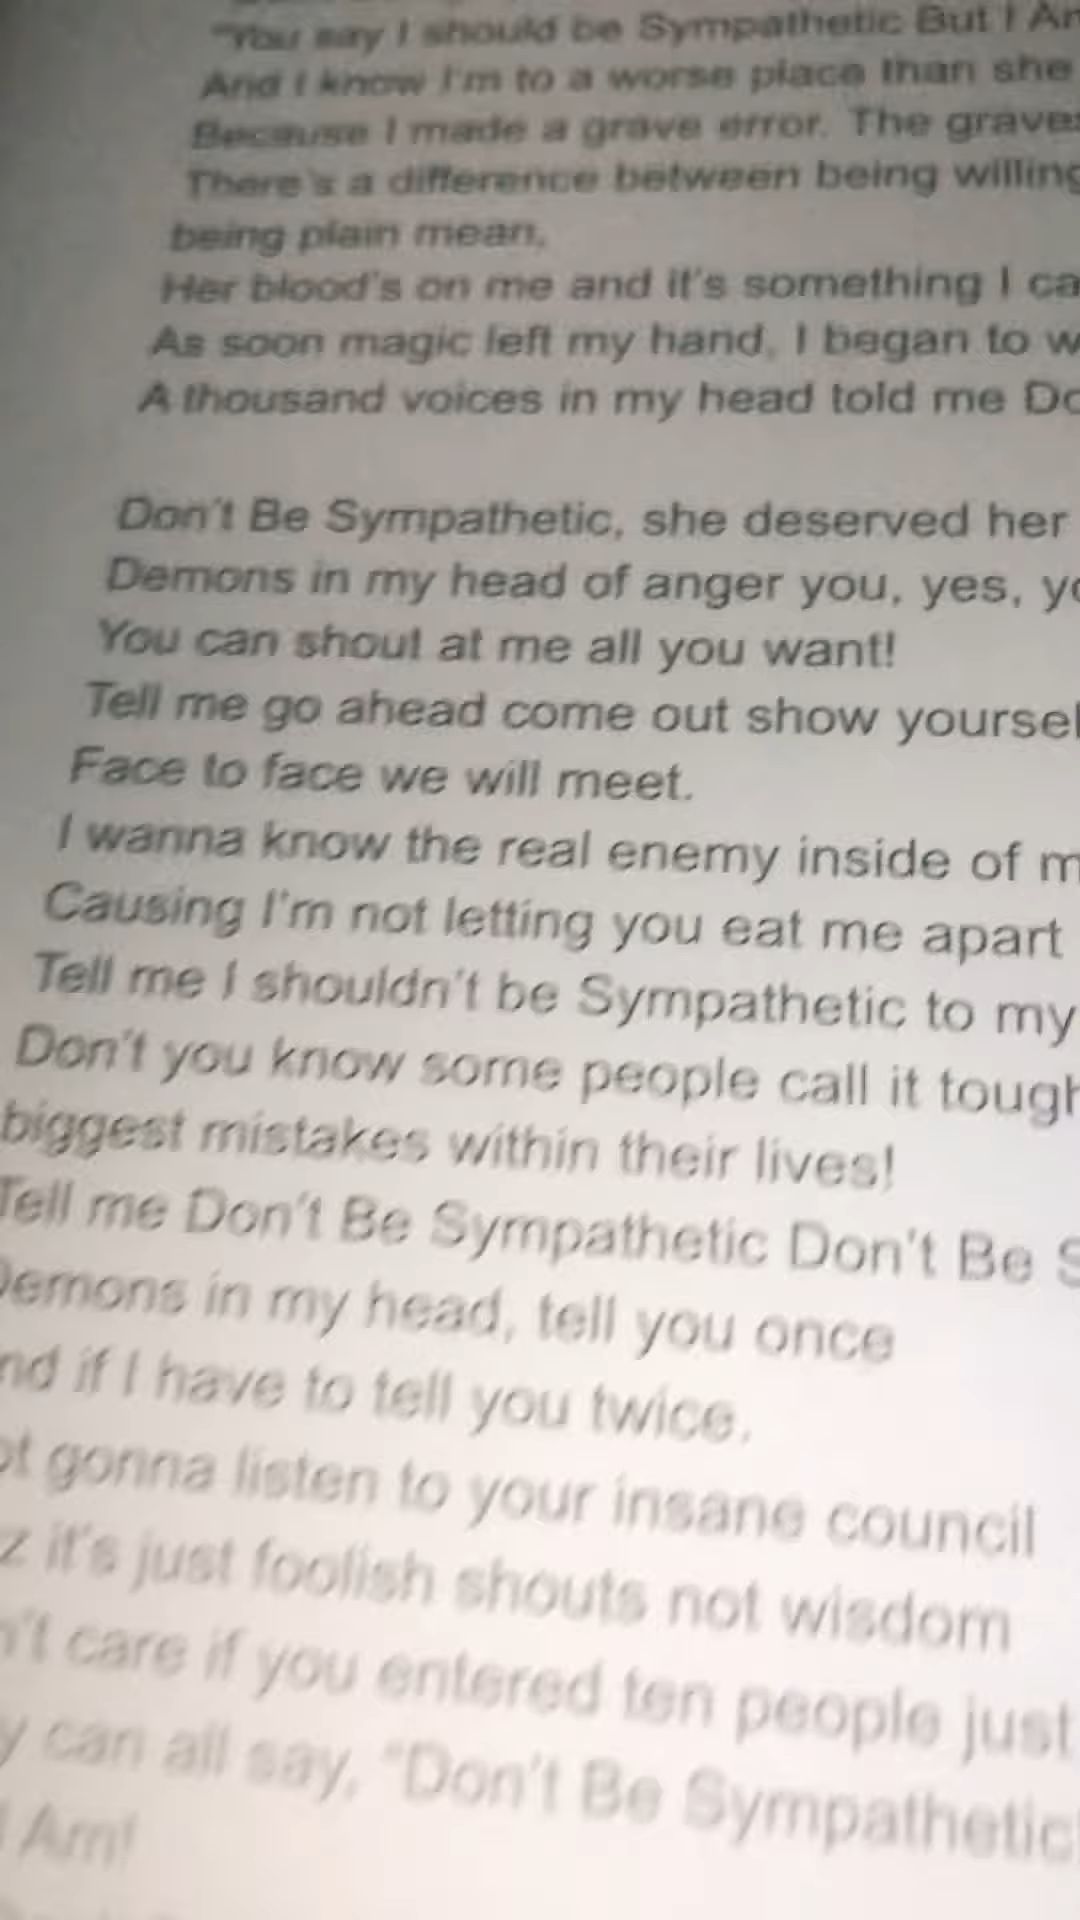 "You say I should be Sympathetic But I
And I know I'm to a worse place than she
Because I made a grave error. The graves
There's a difference between being willing
being plain mean,
Her blood's on me and it's something I
As soon magic left my hand, I began to
A thousand voices in my head told me
Don't Be Sympathetic, she deserved her
Demons in my head of anger you, yes,
You can shout at me all you want!
Tell me go ahead come out show
Face to face we will meet.
I wanna know the real enemy inside of
Causing I'm not letting you eat me apart
Tell me I shouldn't be Sympathetic to my
Don't you know some people call it
biggest mistakes within their lives!
Tell me Don't Be Sympathetic Don't Be
Demons in my head, tell you once
if I have to tell you twice.
gonna listen to your insane council
it's just foolish shouts not wisdom
care if you entered ten people just
can all say, "Don't Be Sympathetic
I Am!